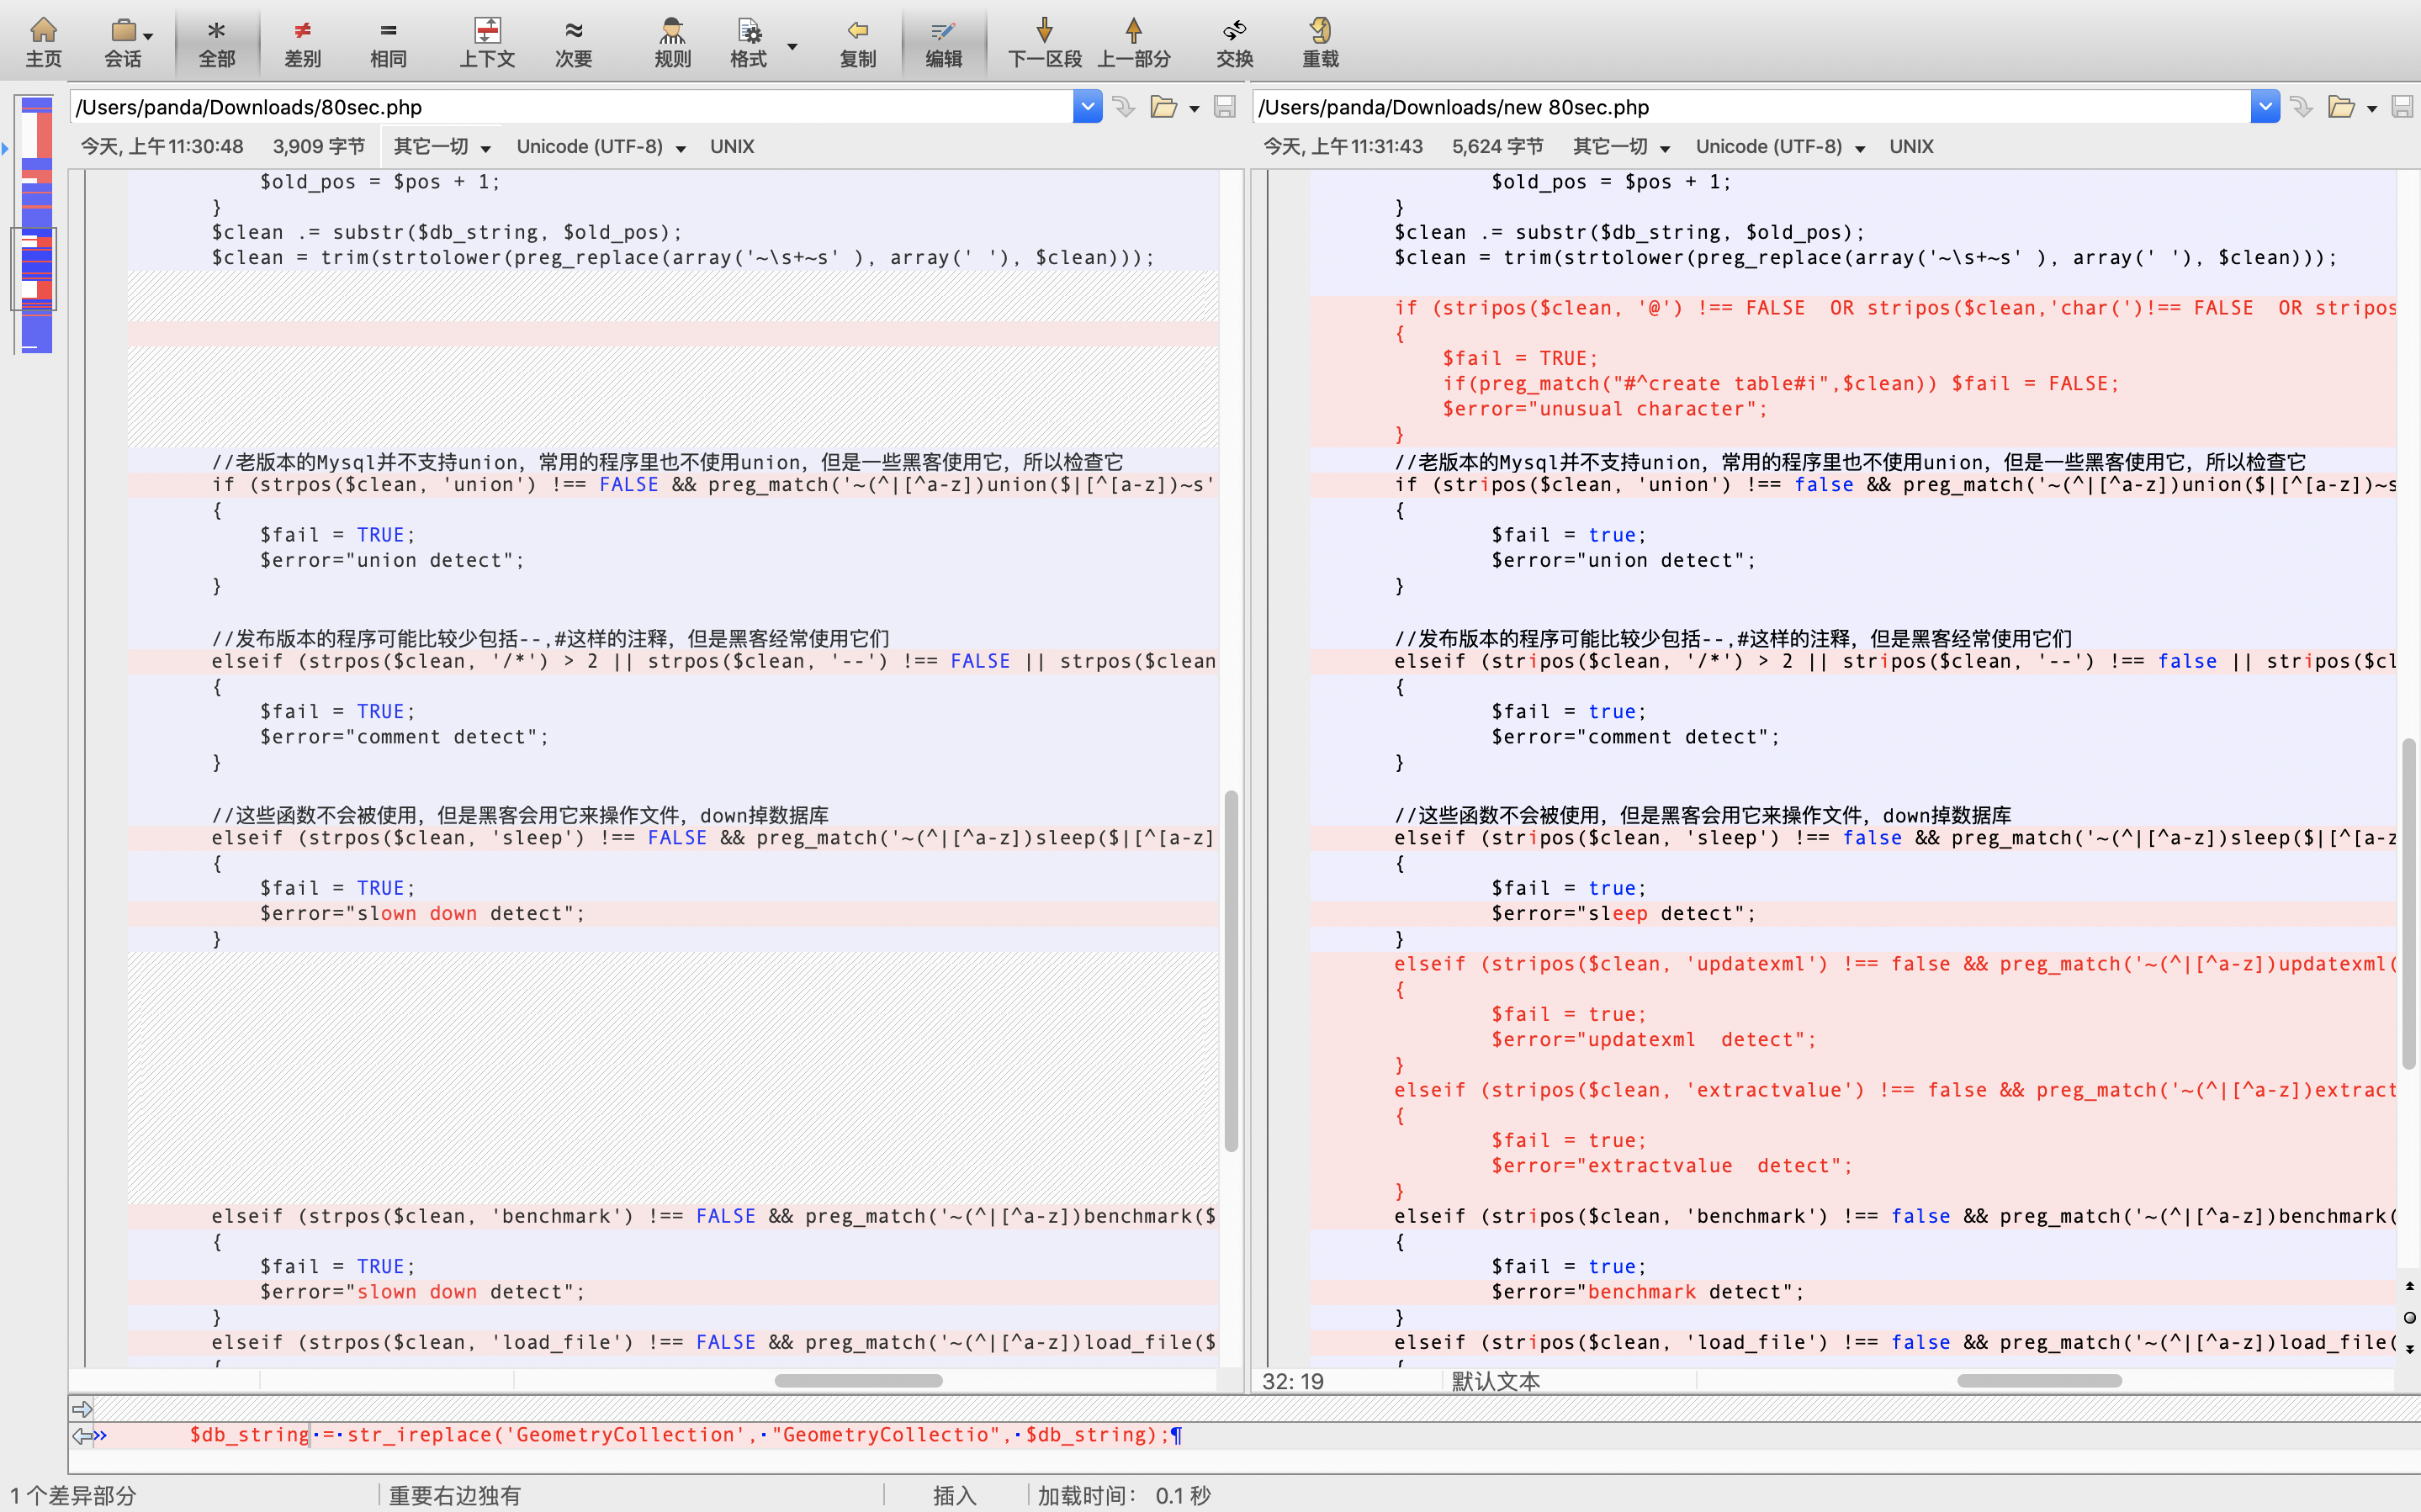 主页 会话 全部 差别 相同 上下文 次要 规则 格式 复制 编辑 下一区段 上一部分 交换 重载
/Users/panda/Downloads/80sec.php
今天, 上午11:30:48 3,909 字节 其它一切 Unicode (UTF-8) UNIX
$old_pos = $pos + 1;
}
$clean .= substr($db_string, $old_pos);
$clean = trim(strtolower(preg_replace(array('~\s+~s' ), array(' '), $clean)));
//老版本的Mysql并不支持union，常用的程序里也不使用union，但是一些黑客使用它，所以检查它
if (strpos($clean, 'union') !== FALSE && preg_match('~(^|[^a-z])union($|[^[a-z])~s'
{
$fail = TRUE;
$error="union detect";
}
//发布版本的程序可能比较少包括--,#这样的注释，但是黑客经常使用它们
elseif (strpos($clean, '/*') > 2 || strpos($clean, '--') !== FALSE || strpos($clean
{
$fail = TRUE;
$error="comment detect";
}
//这些函数不会被使用，但是黑客会用它来操作文件，down掉数据库
elseif (strpos($clean, 'sleep') !== FALSE && preg_match('~(^|[^a-z])sleep($|[^[a-z]
{
$fail = TRUE;
$error="slown down detect";
}
elseif (strpos($clean, 'benchmark') !== FALSE && preg_match('~(^|[^a-z])benchmark($
{
$fail = TRUE;
$error="slown down detect";
}
elseif (strpos($clean, 'load_file') !== FALSE && preg_match('~(^|[^a-z])load_file($
{
/Users/panda/Downloads/new 80sec.php
今天, 上午11:31:43 5,624 字节 其它一切 Unicode (UTF-8) UNIX
$old_pos = $pos + 1;
}
$clean .= substr($db_string, $old_pos);
$clean = trim(strtolower(preg_replace(array('~\s+~s' ), array(' '), $clean)));
if (stripos($clean, '@') !== FALSE  OR stripos($clean,'char(')!== FALSE  OR stripos
{
$fail = TRUE;
if(preg_match("#^create table#i",$clean)) $fail = FALSE;
$error="unusual character";
}
//老版本的Mysql并不支持union，常用的程序里也不使用union，但是一些黑客使用它，所以检查它
if (stripos($clean, 'union') !== false && preg_match('~(^|[^a-z])union($|[^[a-z])~s
{
$fail = true;
$error="union detect";
}
//发布版本的程序可能比较少包括--,#这样的注释，但是黑客经常使用它们
elseif (stripos($clean, '/*') > 2 || stripos($clean, '--') !== false || stripos($cl
{
$fail = true;
$error="comment detect";
}
//这些函数不会被使用，但是黑客会用它来操作文件，down掉数据库
elseif (stripos($clean, 'sleep') !== false && preg_match('~(^|[^a-z])sleep($|[^[a-z
{
$fail = true;
$error="sleep detect";
}
elseif (stripos($clean, 'updatexml') !== false && preg_match('~(^|[^a-z])updatexml(
{
$fail = true;
$error="updatexml  detect";
}
elseif (stripos($clean, 'extractvalue') !== false && preg_match('~(^|[^a-z])extract
{
$fail = true;
$error="extractvalue  detect";
}
elseif (stripos($clean, 'benchmark') !== false && preg_match('~(^|[^a-z])benchmark(
{
$fail = true;
$error="benchmark detect";
}
elseif (stripos($clean, 'load_file') !== false && preg_match('~(^|[^a-z])load_file(
{
32: 19 默认文本
$db_string·=·str_ireplace('GeometryCollection',·"GeometryCollectio",·$db_string);¶
1 个差异部分 重要右边独有 插入 加载时间： 0.1 秒